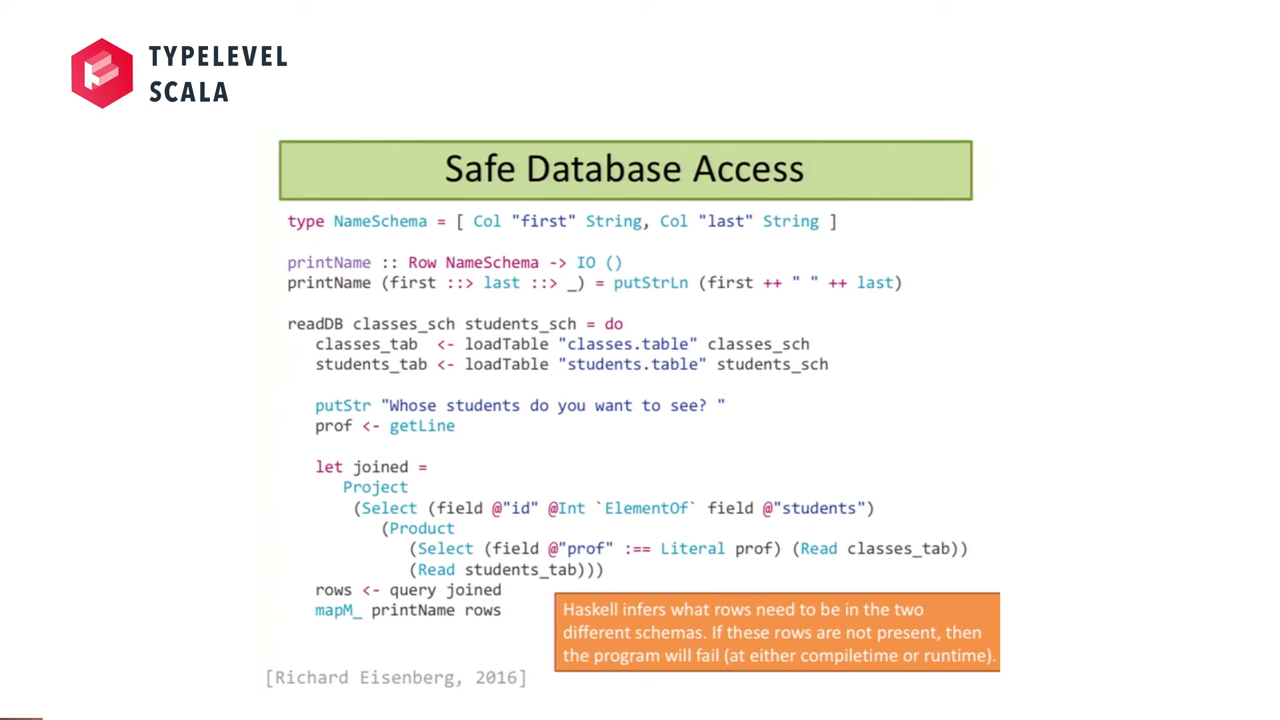 TYPELEVEL
SCALA
Safe Database Access
type NameSchema = [ Col "first" String, Col "last" String ]
printName :: Row NameSchema -> IO ()
printName (first ::> last ::> _) = putStrLn (first ++ " " ++ last)
readDB classes_sch students_sch = do
classes_tab <- loadTable "classes.table" classes_sch
students_tab <- loadTable "students.table" students_sch
putStr "Whose students do you want to see? "
prof <- getLine
let joined =
Project
(Select (field @"id" @Int `ElementOf` field @"students")
(Product
(Select (field @"prof" :== Literal prof) (Read classes_tab))
(Read students_tab)))
rows <- query joined
mapM_ printName rows
Haskell infers what rows need to be in the two
different schemas. If these rows are not present, then
the program will fail (at either compiletime or runtime).
[Richard Eisenberg, 2016]